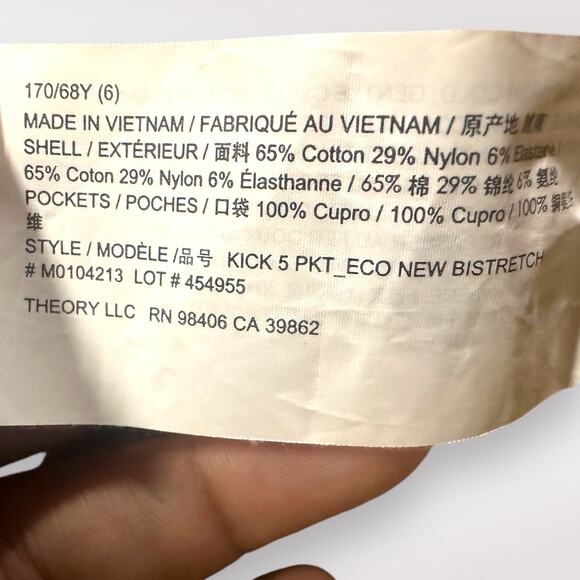 170/68Y (6)
MADE IN VIETNAM / FABRIQUÉ AU VIETNAM / 原产地 越南
SHELL / EXTÉRIEUR / 面料 65% Cotton 29% Nylon 6% Elastane /
65% Coton 29% Nylon 6% Élasthanne / 65% 棉 29% 锦纶 6% 氨纶
POCKETS / POCHES / 口袋 100% Cupro / 100% Cupro / 100%
维
STYLE / MODÈLE /品号 KICK 5 PKT_ECO NEW BISTRETCH
# M0104213 LOT # 454955
THEORY LLC RN 98406 CA 39862